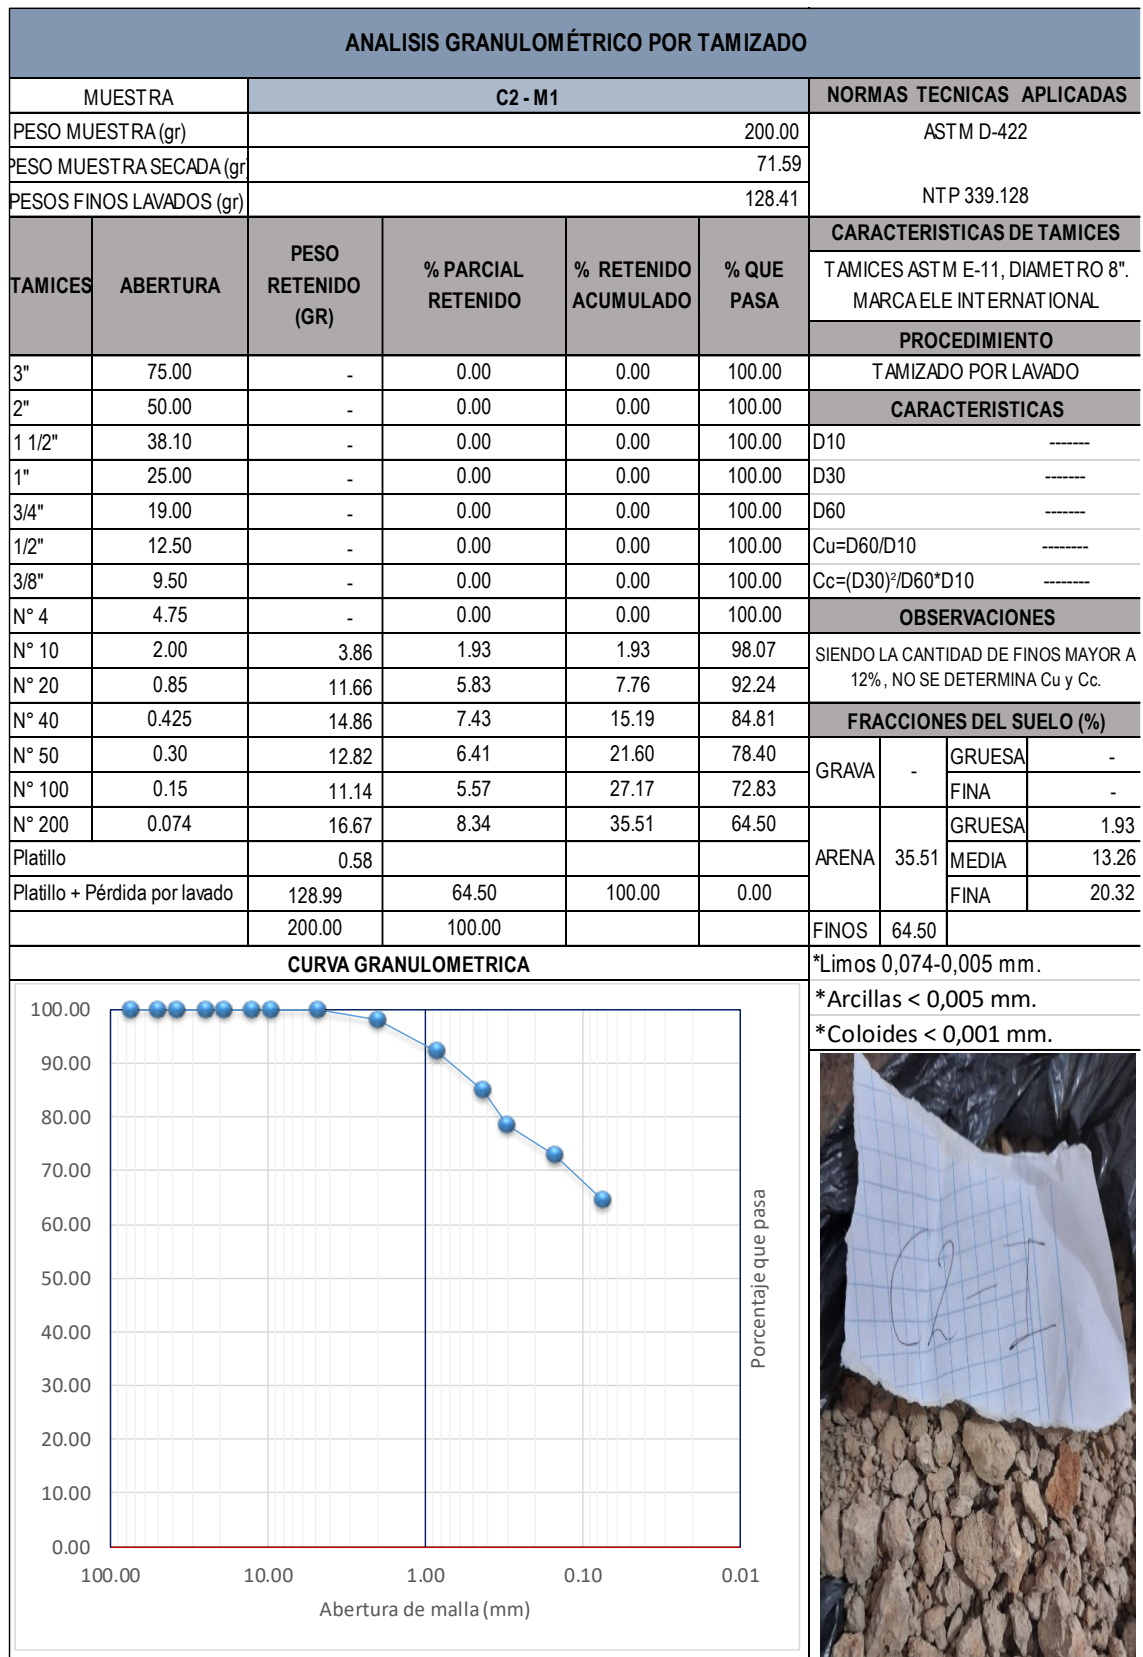 ANALISIS GRANULOMÉTRICO POR TAMIZADO
MUESTRA C2 - M1 NORMAS TECNICAS APLICADAS
PESO MUESTRA (gr) 200.00 ASTM D-422
PESO MUESTRA SECADA (gr) 71.59
PESOS FINOS LAVADOS (gr) 128.41 NTP 339.128
TAMICES ABERTURA PESO RETENIDO (GR) % PARCIAL RETENIDO % RETENIDO ACUMULADO % QUE PASA
CARACTERISTICAS DE TAMICES
TAMICES ASTM E-11, DIAMETRO 8".
MARCA ELE INTERNATIONAL
PROCEDIMIENTO
3" 75.00 - 0.00 0.00 100.00 TAMIZADO POR LAVADO
2" 50.00 - 0.00 0.00 100.00 CARACTERISTICAS
1 1/2" 38.10 - 0.00 0.00 100.00 D10 -------
1" 25.00 - 0.00 0.00 100.00 D30 -------
3/4" 19.00 - 0.00 0.00 100.00 D60 -------
1/2" 12.50 - 0.00 0.00 100.00 Cu=D60/D10 --------
3/8" 9.50 - 0.00 0.00 100.00 Cc=(D30)²/D60*D10 --------
N° 4 4.75 - 0.00 0.00 100.00 OBSERVACIONES
N° 10 2.00 3.86 1.93 1.93 98.07 SIENDO LA CANTIDAD DE FINOS MAYOR A
N° 20 0.85 11.66 5.83 7.76 92.24 12%, NO SE DETERMINA Cu y Cc.
N° 40 0.425 14.86 7.43 15.19 84.81 FRACCIONES DEL SUELO (%)
N° 50 0.30 12.82 6.41 21.60 78.40 GRAVA - GRUESA -
N° 100 0.15 11.14 5.57 27.17 72.83 FINA -
N° 200 0.074 16.67 8.34 35.51 64.50 GRUESA 1.93
Platillo 0.58 ARENA 35.51 MEDIA 13.26
Platillo + Pérdida por lavado 128.99 64.50 100.00 0.00 FINA 20.32
200.00 100.00 FINOS 64.50
CURVA GRANULOMETRICA
*Limos 0,074-0,005 mm.
*Arcillas < 0,005 mm.
*Coloides < 0,001 mm.
100.00
90.00
80.00
70.00
60.00
50.00
40.00
30.00
20.00
10.00
0.00
100.00 10.00 1.00 0.10 0.01
Abertura de malla (mm)
Porcentaje que pasa
C2 - I